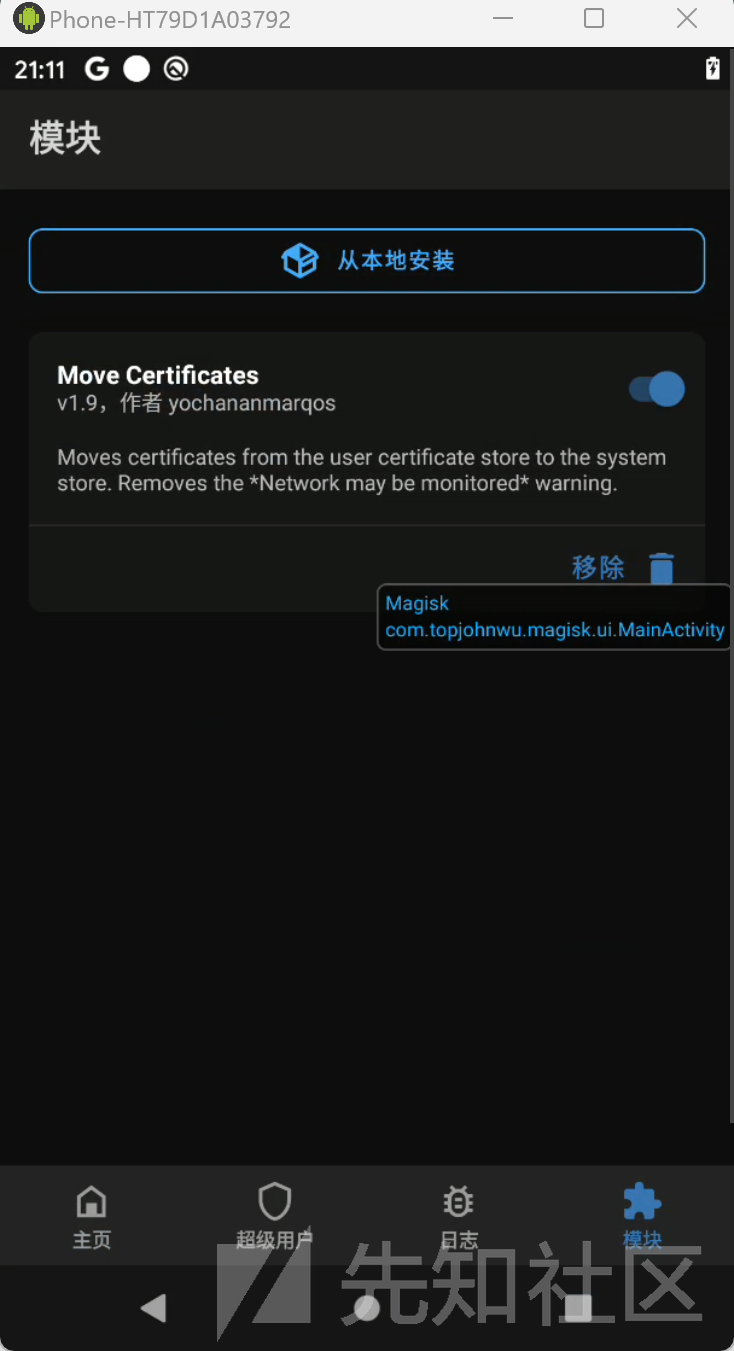 Phone-HT79D1A03792
21:11
模块
从本地安装
Move Certificates
v1.9，作者 yochananmarqos
Moves certificates from the user certificate store to the system
store. Removes the *Network may be monitored* warning.
移除
Magisk
com.topjohnwu.magisk.ui.MainActivity
主页 超级用户 日志 模块
先知社区